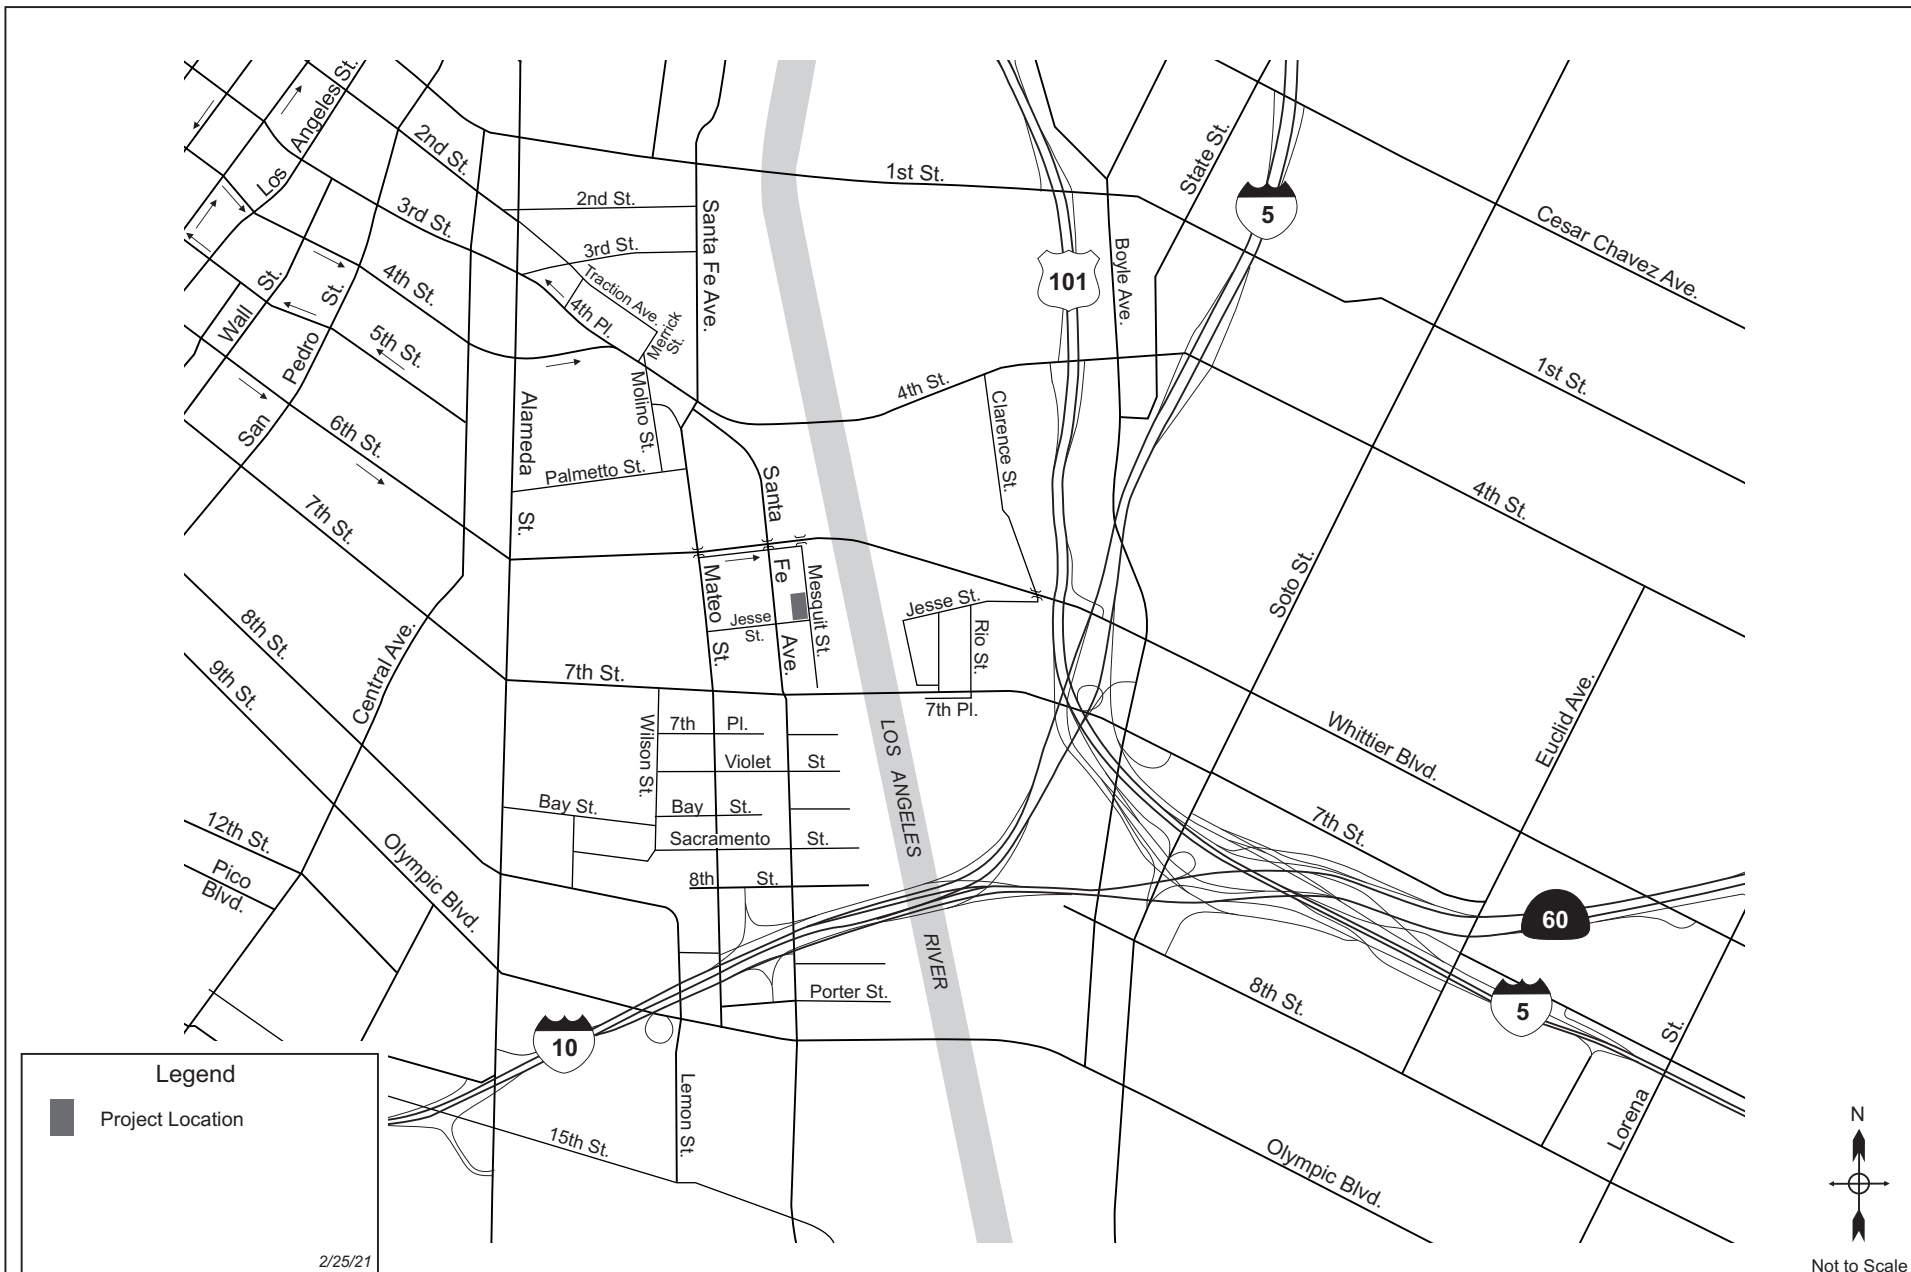 Los Angeles St.
2nd St.
3rd St.
1st St.
State St.
5
Cesar Chavez Ave.
2nd St.
3rd St.
Santa Fe Ave.
101
Boyle Ave.
Wall St.
San Pedro St.
4th St.
5th St.
Traction Ave.
4th Pl.
Merrick St.
Molino St.
4th St.
Clarence St.
1st St.
6th St.
Alameda St.
Palmetto St.
Santa Fe Ave.
4th St.
7th St.
Mateo St.
Mesquit St.
Jesse St.
Jesse St.
Rio St.
Soto St.
8th St.
9th St.
Central Ave.
7th St.
7th Pl.
Euclid Ave.
Wilson St.
7th Pl.
Violet St
Bay St.
Bay St.
Sacramento St.
8th St.
LOS ANGELES RIVER
Whittier Blvd.
7th St.
12th St.
Pico Blvd.
Olympic Blvd.
60
8th St.
5
Porter St.
10
Lemon St.
15th St.
Olympic Blvd.
Lorena St.
Legend
Project Location
2/25/21
N
Not to Scale